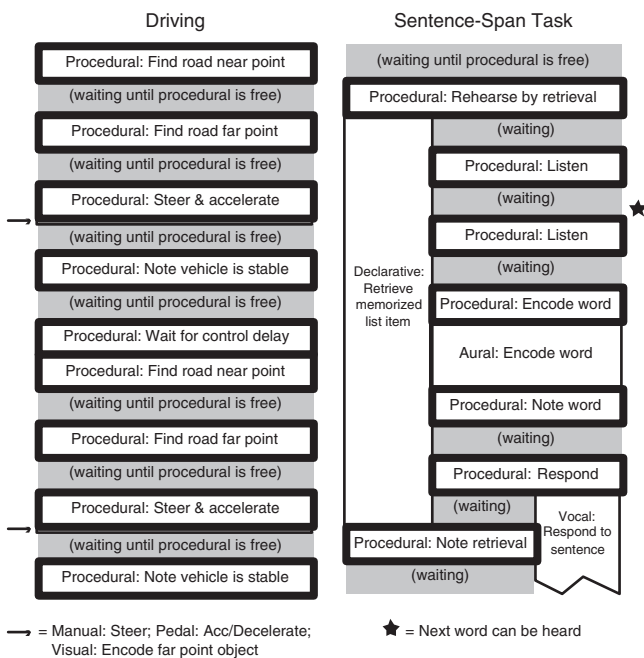 Driving
Procedural: Find road near point
(waiting until procedural is free)
Procedural: Find road far point
(waiting until procedural is free)
Procedural: Steer & accelerate
(waiting until procedural is free)
Procedural: Note vehicle is stable
(waiting until procedural is free)
Procedural: Wait for control delay
Procedural: Find road near point
(waiting until procedural is free)
Procedural: Find road far point
(waiting until procedural is free)
Procedural: Steer & accelerate
(waiting until procedural is free)
Procedural: Note vehicle is stable
Sentence-Span Task
(waiting until procedural is free)
Procedural: Rehearse by retrieval
(waiting)
Procedural: Listen
(waiting)
Procedural: Listen
(waiting)
Declarative:
Retrieve
memorized
list item
Procedural: Encode word
Aural: Encode word
Procedural: Note word
(waiting)
Procedural: Respond
(waiting)
Vocal:
Respond to
sentence
Procedural: Note retrieval
(waiting)
= Manual: Steer; Pedal: Acc/Decelerate;
Visual: Encode far point object
= Next word can be heard